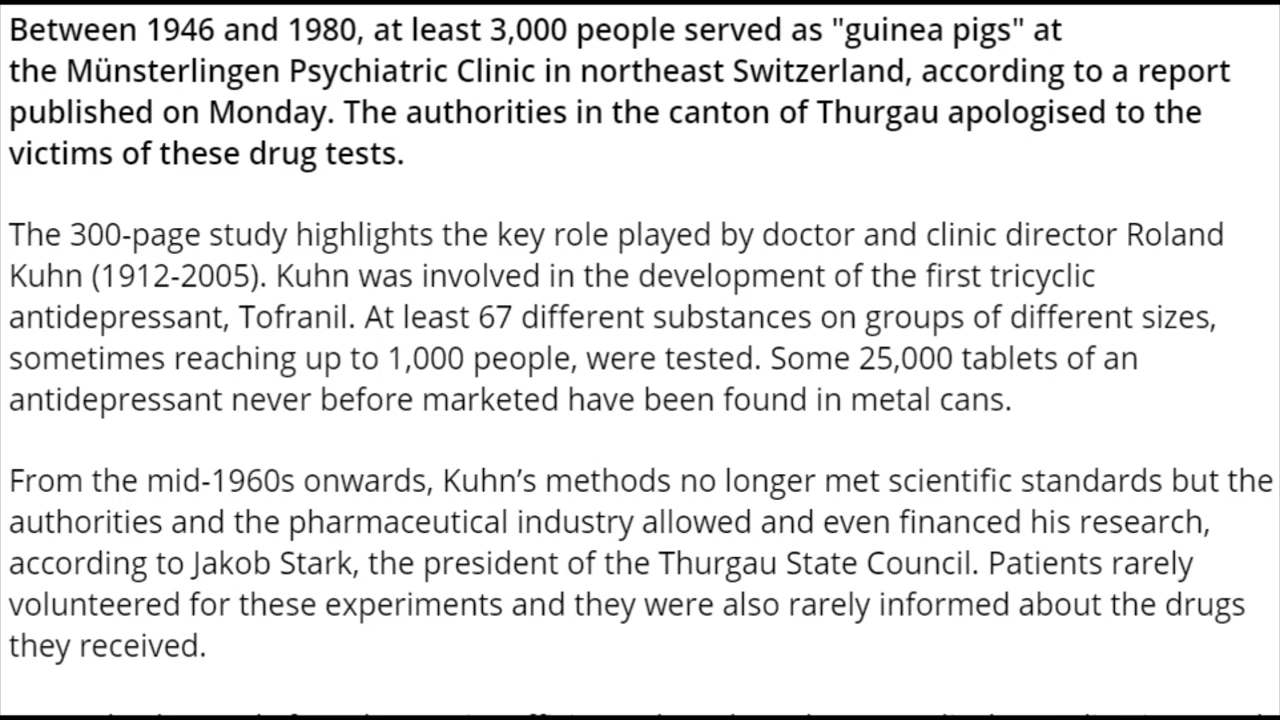 Between 1946 and 1980, at least 3,000 people served as "guinea pigs" at
the Münsterlingen Psychiatric Clinic in northeast Switzerland, according to a report
published on Monday. The authorities in the canton of Thurgau apologised to the
victims of these drug tests.
The 300-page study highlights the key role played by doctor and clinic director Roland
Kuhn (1912-2005). Kuhn was involved in the development of the first tricyclic
antidepressant, Tofranil. At least 67 different substances on groups of different sizes,
sometimes reaching up to 1,000 people, were tested. Some 25,000 tablets of an
antidepressant never before marketed have been found in metal cans.
From the mid-1960s onwards, Kuhn’s methods no longer met scientific standards but the
authorities and the pharmaceutical industry allowed and even financed his research,
according to Jakob Stark, the president of the Thurgau State Council. Patients rarely
volunteered for these experiments and they were also rarely informed about the drugs
they received.